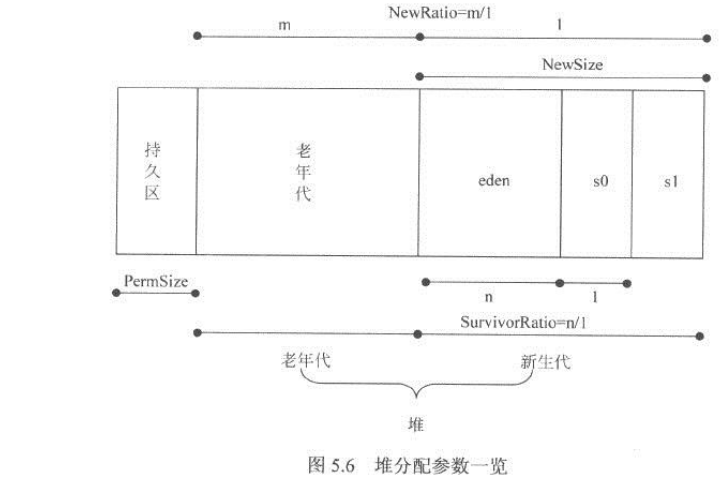 NewRatio=m/1
m
1
NewSize
持久区
老年代
eden
s0
s1
PermSize
n
1
SurvivorRatio=n/1
老年代
新生代
堆
图 5.6 堆分配参数一览